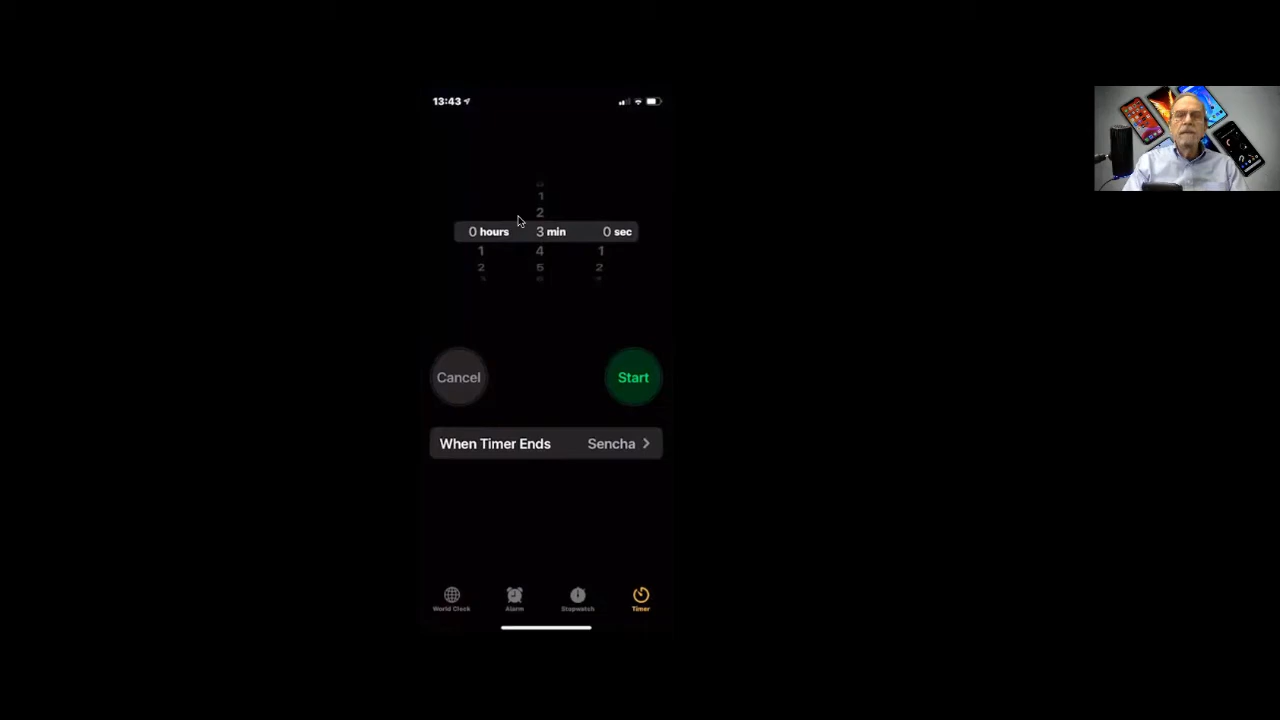 13:43
1
2
0 hours 3 min 0 sec
1 4 1
2 5 2
Cancel Start
When Timer Ends Sencha
World Clock Alarm Stopwatch Timer